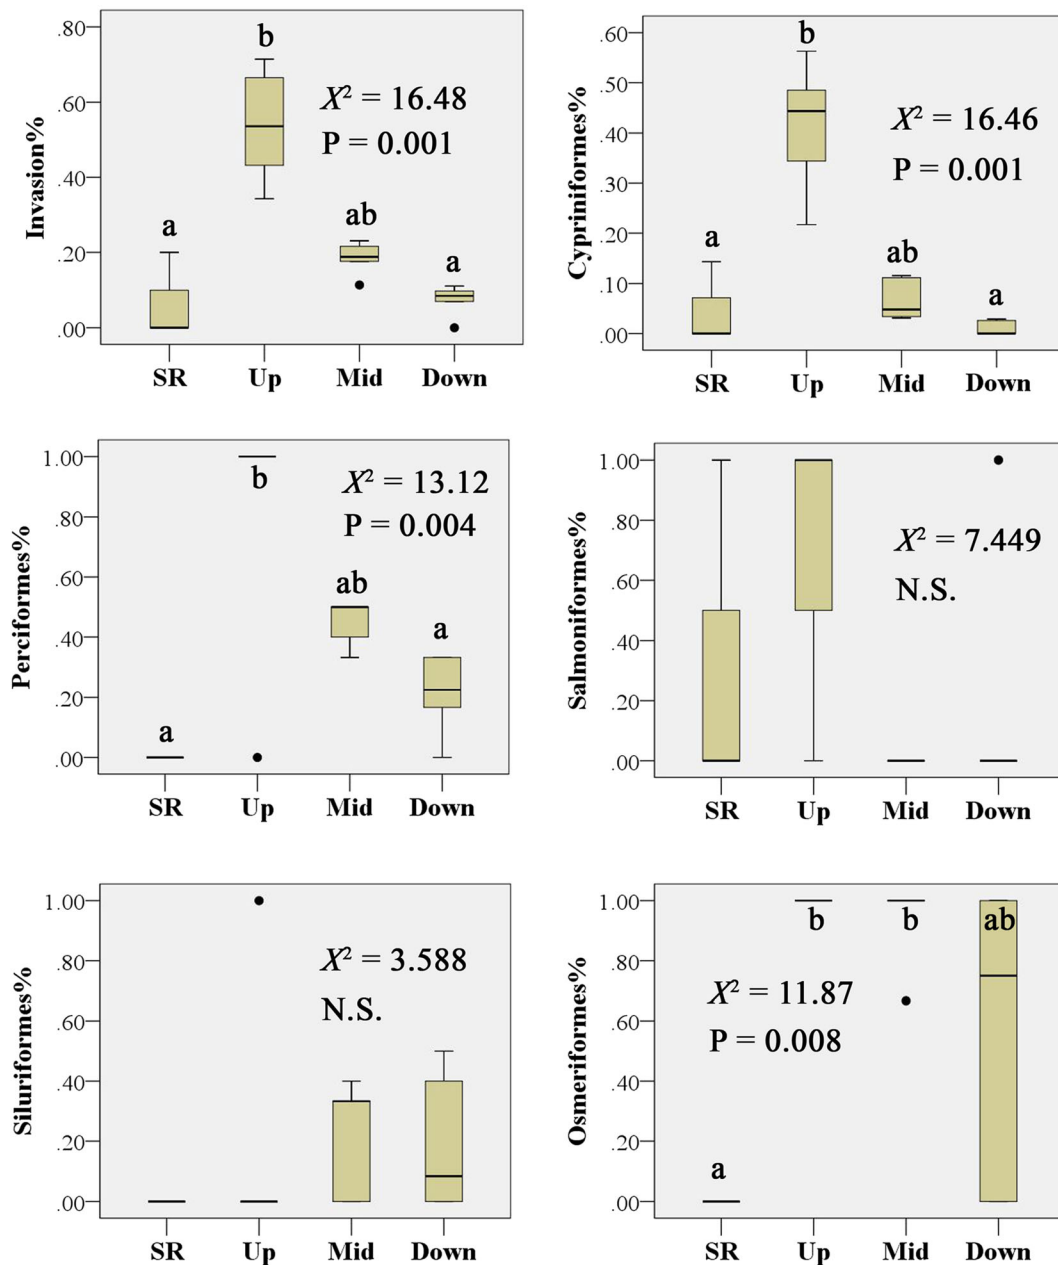 Invasion%
.80
.60
.40
.20
.00
a
b
ab
a
X² = 16.48
P = 0.001
SR Up Mid Down
Cypriniformes%
.60
.50
.40
.30
.20
.10
.00
a
b
ab
a
X² = 16.46
P = 0.001
SR Up Mid Down
Perciformes%
1.00
.80
.60
.40
.20
.00
a
b
ab
a
X² = 13.12
P = 0.004
SR Up Mid Down
Salmoniformes%
1.00
.80
.60
.40
.20
.00
X² = 7.449
N.S.
SR Up Mid Down
Siluriformes%
1.00
.80
.60
.40
.20
.00
X² = 3.588
N.S.
SR Up Mid Down
Osmeriformes%
1.00
.80
.60
.40
.20
.00
a
b
b
ab
X² = 11.87
P = 0.008
SR Up Mid Down